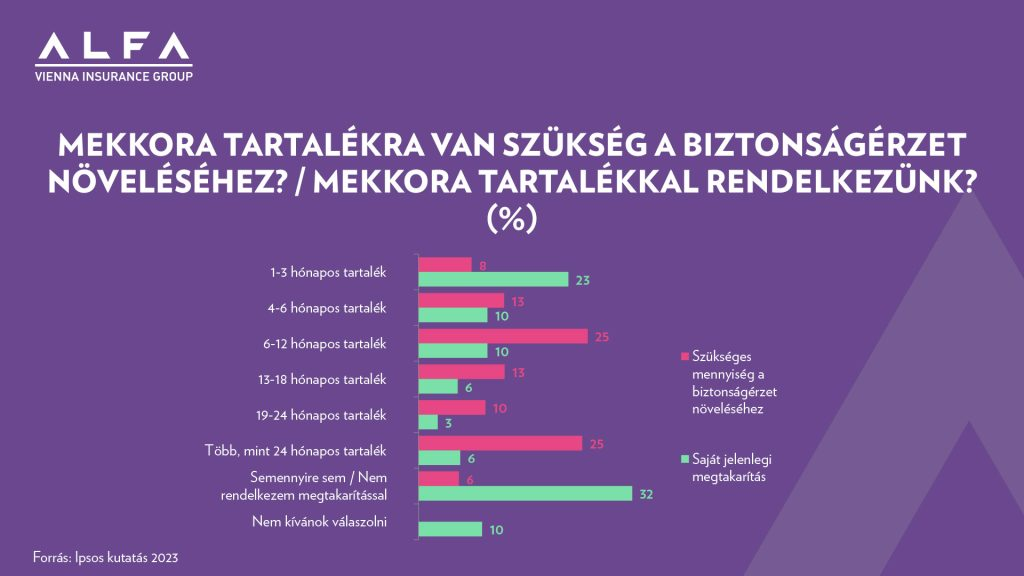 ALFA
VIENNA INSURANCE GROUP
MEKKORA TARTALÉKRA VAN SZÜKSÉG A BIZTONSÁGÉRZET
NÖVELÉSÉHEZ? / MEKKORA TARTALÉKKAL RENDELKEZÜNK?
(%)
1-3 hónapos tartalék
8
23
4-6 hónapos tartalék
13
10
6-12 hónapos tartalék
25
10
13-18 hónapos tartalék
13
6
19-24 hónapos tartalék
10
3
Több, mint 24 hónapos tartalék
25
6
Semennyire sem / Nem
rendelkezem megtakarítással
6
32
Nem kívánok válaszolni
10
Szükséges
mennyiség a
biztonságérzet
növeléséhez
Saját jelenlegi
megtakarítás
Forrás: Ipsos kutatás 2023